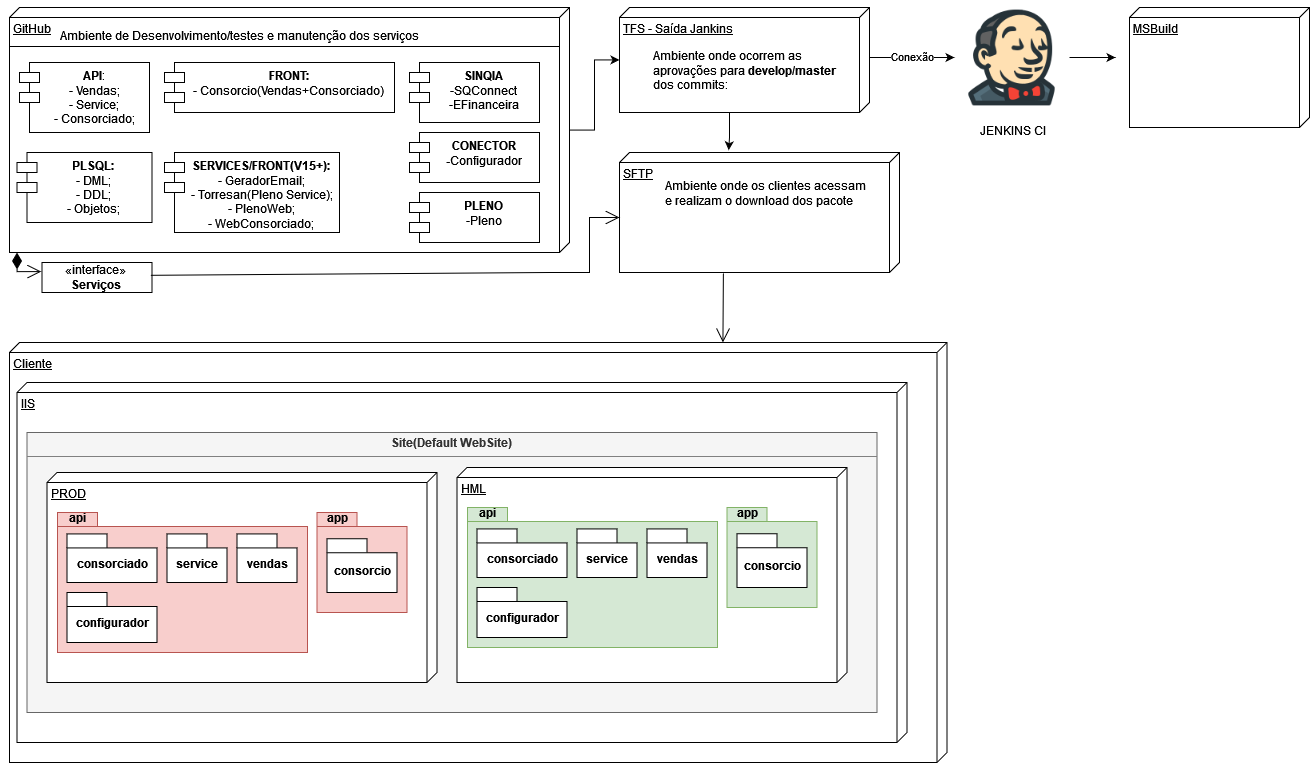 GitHub
Ambiente de Desenvolvimento/testes e manutenção dos serviços
API:
- Vendas;
- Service;
- Consorciado;
FRONT:
- Consorcio(Vendas+Consorciado)
SINQIA
-SQConnect
-EFinanceira
CONECTOR
-Configurador
PLSQL:
- DML;
- DDL;
- Objetos;
SERVICES/FRONT(V15+):
- GeradorEmail;
- Torresan(Pleno Service);
- PlenoWeb;
- WebConsorciado;
PLENO
-Pleno
«interface»
Serviços
TFS - Saída Jankins
Ambiente onde ocorrem as
aprovações para develop/master
dos commits:
Conexão
JENKINS CI
MSBuild
SFTP
Ambiente onde os clientes acessam
e realizam o download dos pacote
Cliente
IIS
Site(Default WebSite)
PROD
api
consorciado
service
vendas
configurador
app
consorcio
HML
api
consorciado
service
vendas
configurador
app
consorcio